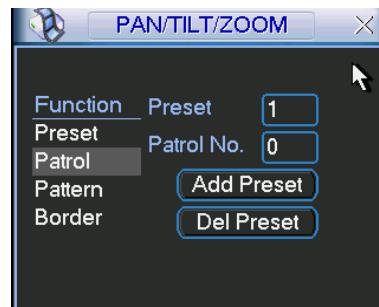 PAN/TILT/ZOOM
Function Preset 1
Preset
Patrol No. 0
Patrol
Add Preset
Pattern
Border
Del Preset